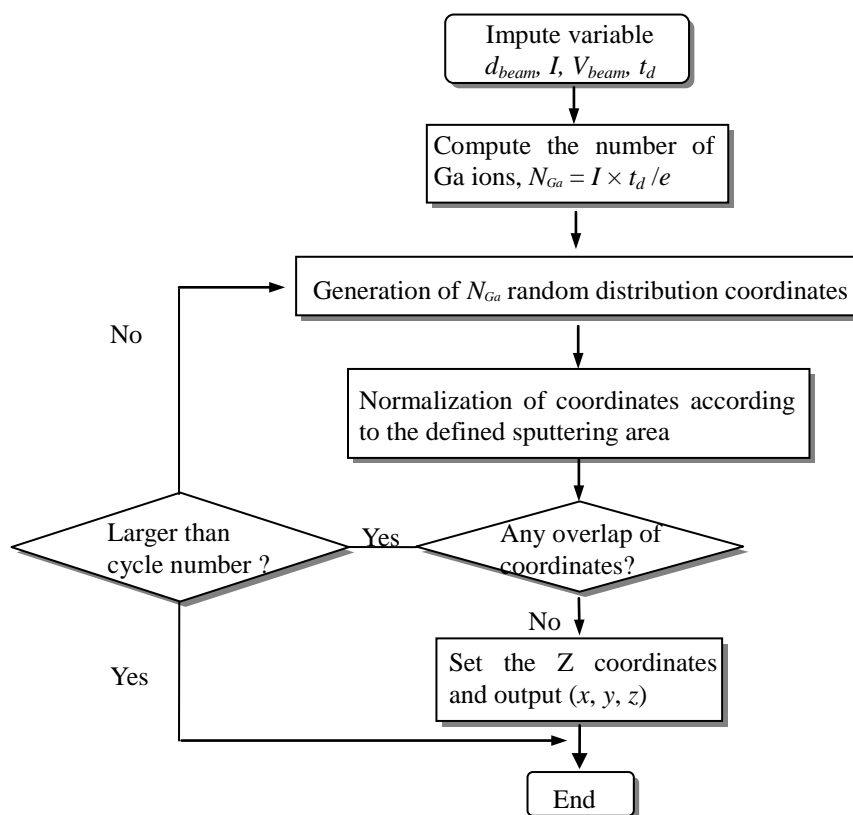 Impute variable
d_beam, I, V_beam, t_d
Compute the number of
Ga ions, N_Ga = I × t_d /e
Generation of N_Ga random distribution coordinates
No
Normalization of coordinates according
to the defined sputtering area
Larger than
cycle number ?
Yes
Any overlap of
coordinates?
No
Set the Z coordinates
and output (x, y, z)
Yes
End